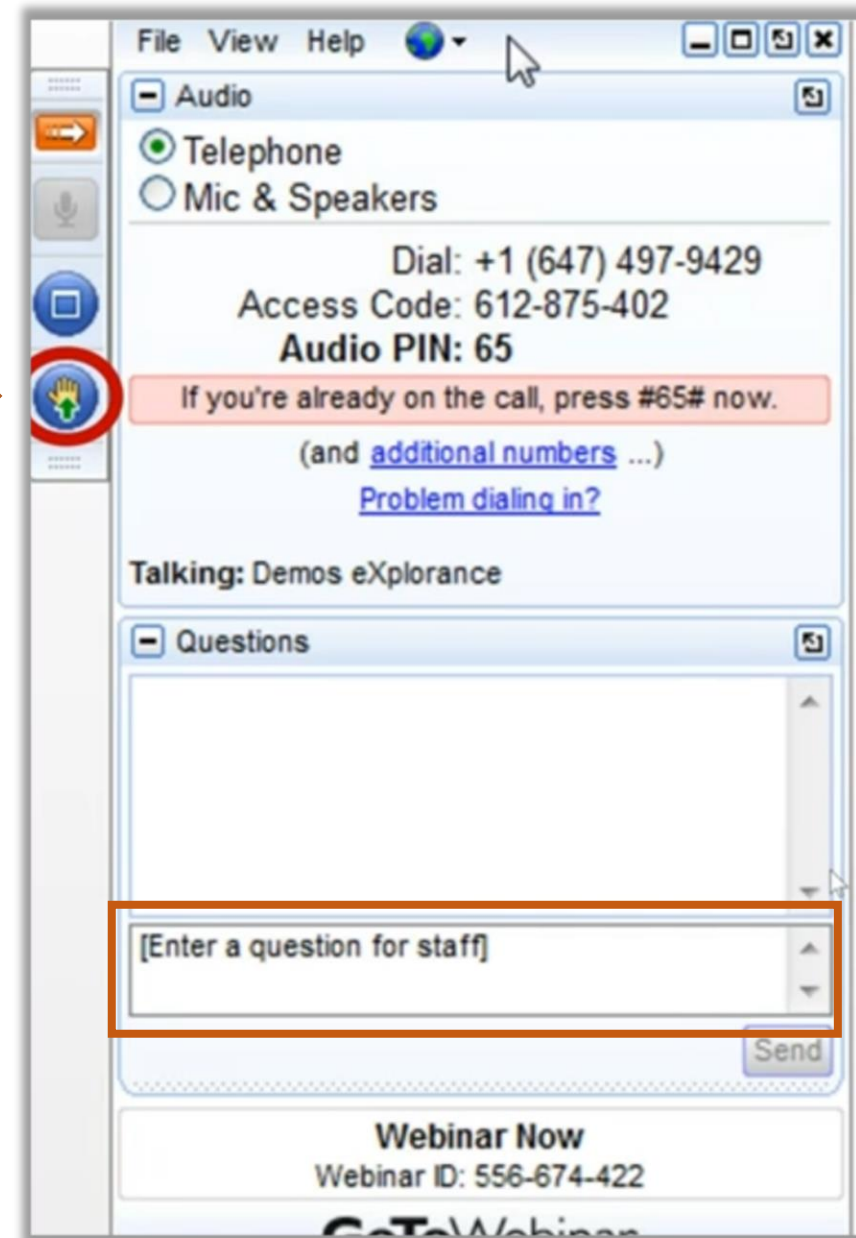 File View Help
Audio
Telephone
Mic & Speakers
Dial: +1 (647) 497-9429
Access Code: 612-875-402
Audio PIN: 65
If you're already on the call, press #65# now.
(and additional numbers ...)
Problem dialing in?
Talking: Demos eXplorance
Questions
[Enter a question for staff]
Send
Webinar Now
Webinar ID: 556-674-422
GoToWebinar